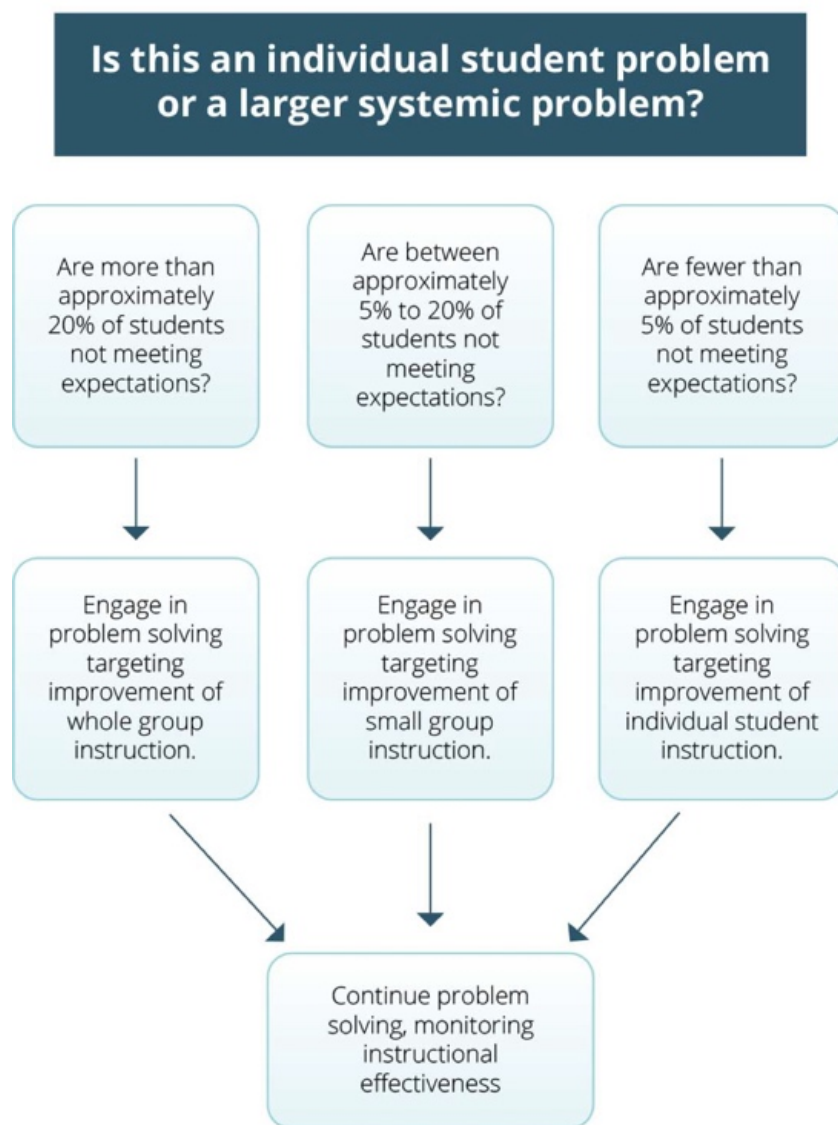 Is this an individual student problem
or a larger systemic problem?
Are more than
approximately
20% of students
not meeting
expectations?
Are between
approximately
5% to 20% of
students not
meeting
expectations?
Are fewer than
approximately
5% of students
not meeting
expectations?
Engage in
problem solving
targeting
improvement of
whole group
instruction.
Engage in
problem solving
targeting
improvement of
small group
instruction.
Engage in
problem solving
targeting
improvement of
individual student
instruction.
Continue problem
solving, monitoring
instructional
effectiveness